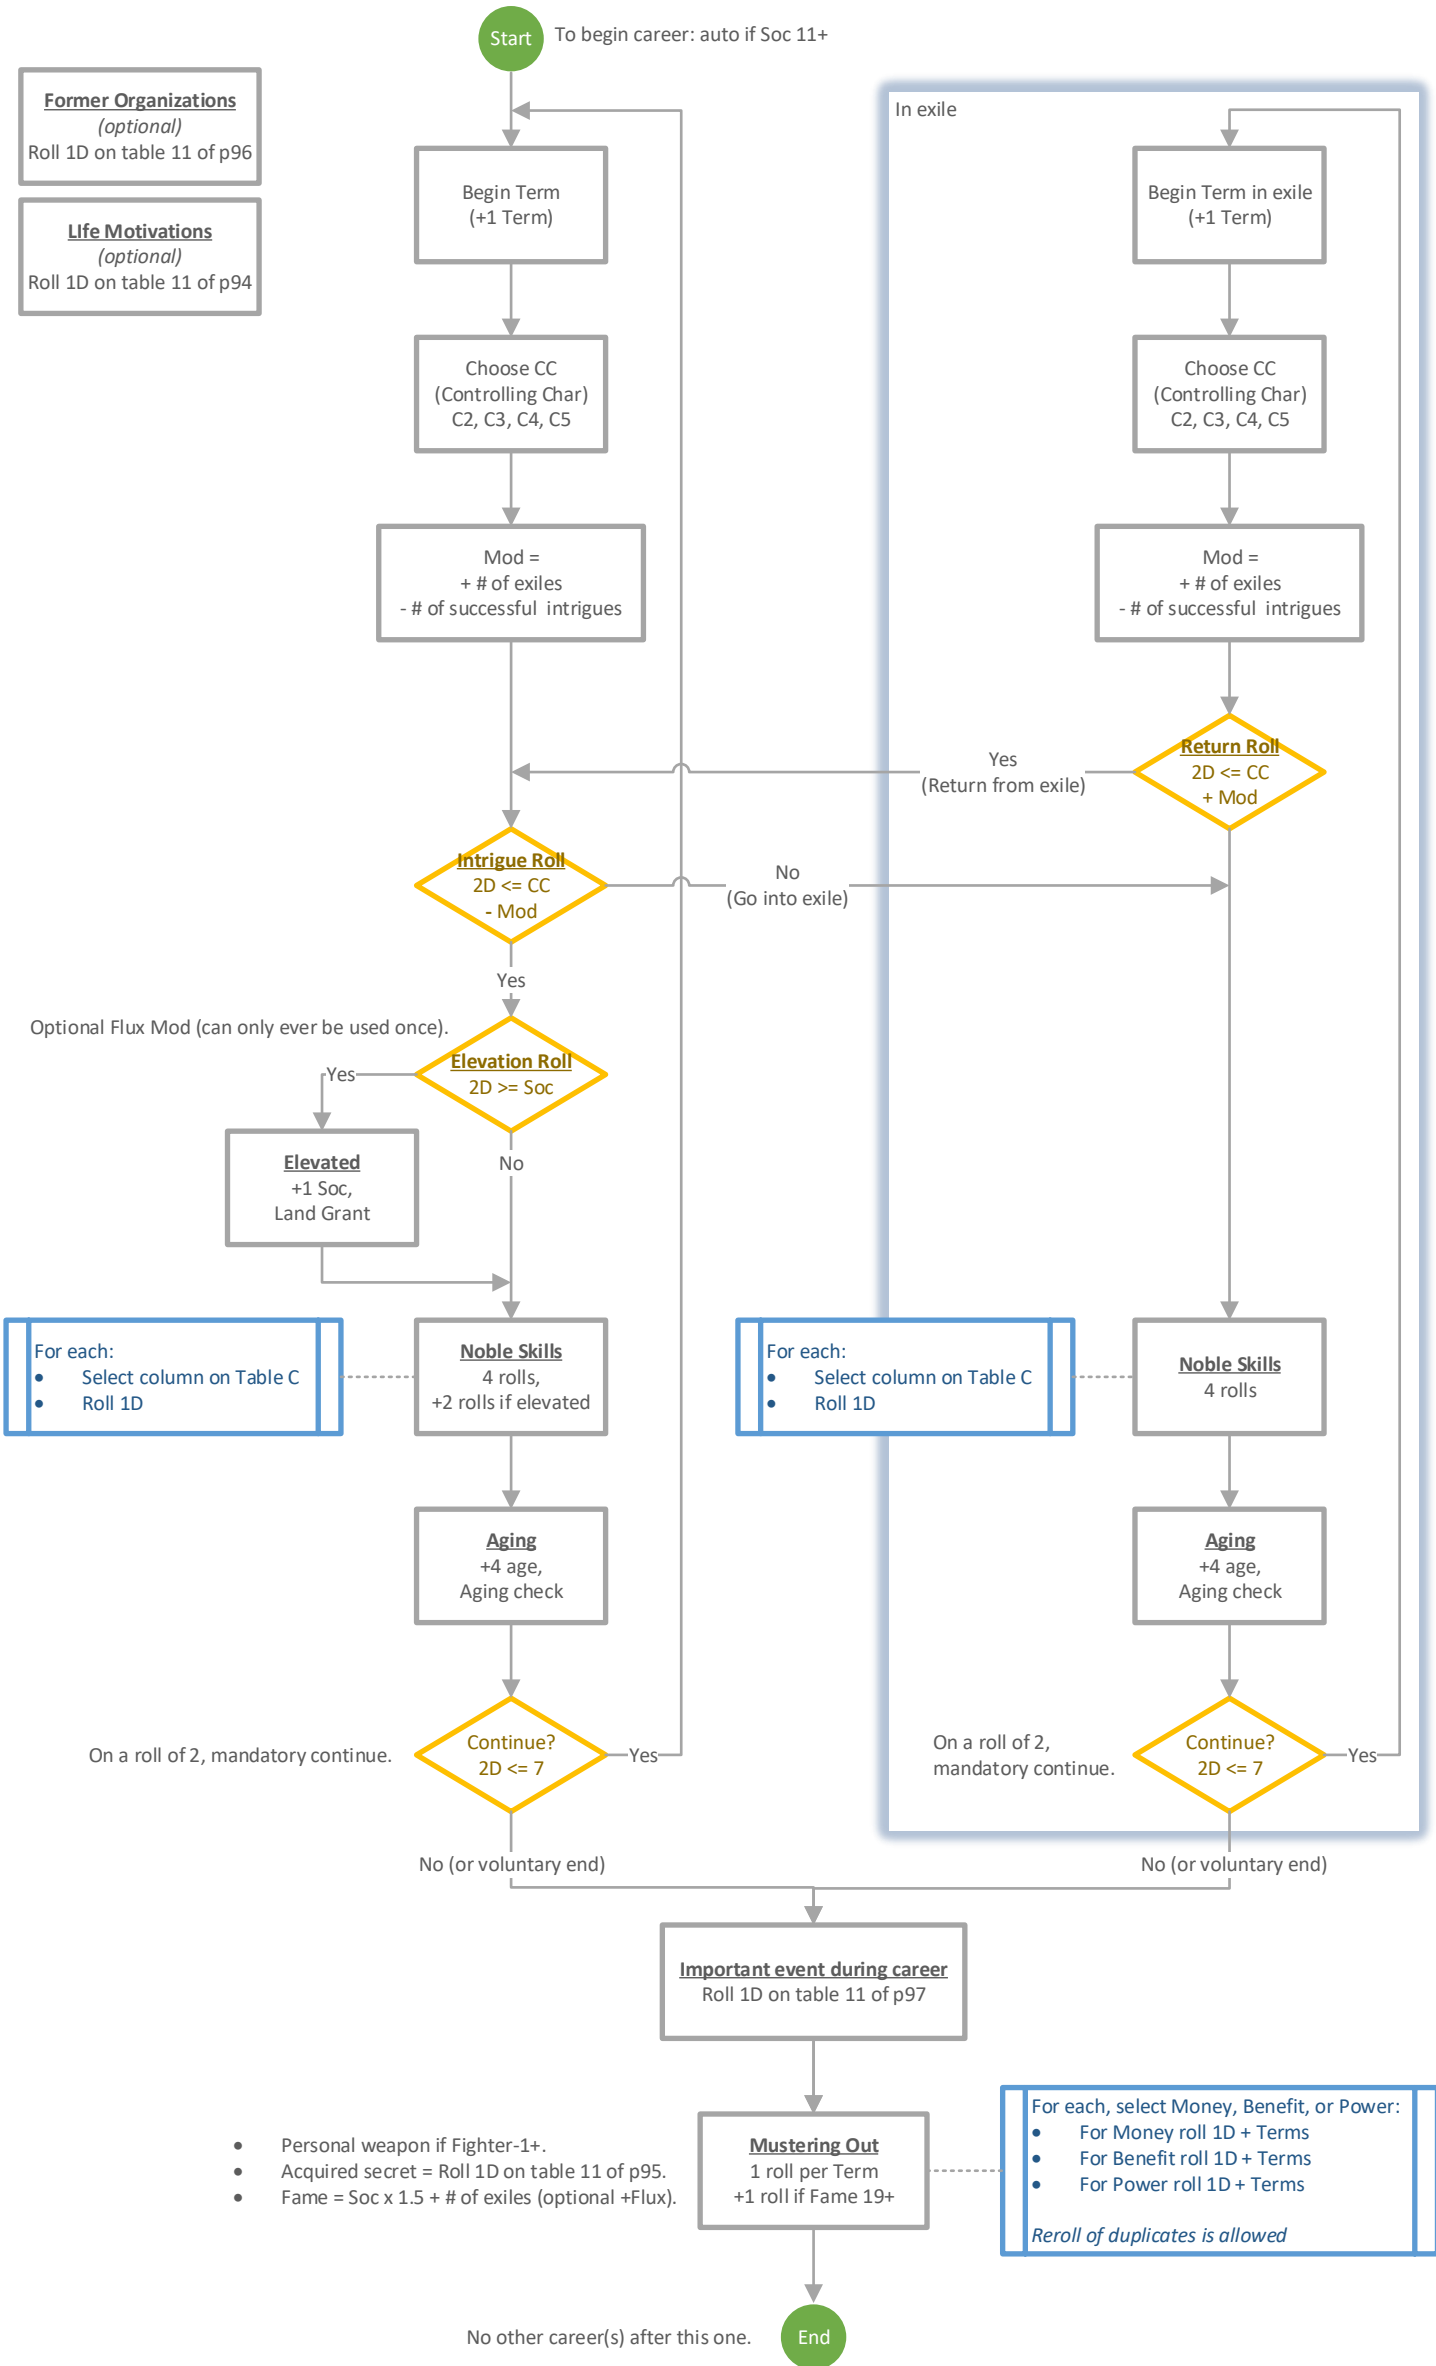 Start
To begin career: auto if Soc 11+
Former Organizations
(optional)
Roll 1D on table 11 of p96
LIfe Motivations
(optional)
Roll 1D on table 11 of p94
Begin Term
(+1 Term)
Choose CC
(Controlling Char)
C2, C3, C4, C5
Mod =
+ # of exiles
- # of successful intrigues
In exile
Begin Term in exile
(+1 Term)
Choose CC
(Controlling Char)
C2, C3, C4, C5
Mod =
+ # of exiles
- # of successful intrigues
Return Roll
2D <= CC
+ Mod
Yes
(Return from exile)
Intrigue Roll
2D <= CC
- Mod
No
(Go into exile)
Yes
Optional Flux Mod (can only ever be used once).
Elevation Roll
2D >= Soc
Yes
No
Elevated
+1 Soc,
Land Grant
For each:
• Select column on Table C
• Roll 1D
Noble Skills
4 rolls,
+2 rolls if elevated
For each:
• Select column on Table C
• Roll 1D
Noble Skills
4 rolls
Aging
+4 age,
Aging check
Aging
+4 age,
Aging check
On a roll of 2, mandatory continue.
Continue?
2D <= 7
Yes
On a roll of 2,
mandatory continue.
Continue?
2D <= 7
Yes
No (or voluntary end)
No (or voluntary end)
Important event during career
Roll 1D on table 11 of p97
• Personal weapon if Fighter-1+.
• Acquired secret = Roll 1D on table 11 of p95.
• Fame = Soc x 1.5 + # of exiles (optional +Flux).
Mustering Out
1 roll per Term
+1 roll if Fame 19+
For each, select Money, Benefit, or Power:
• For Money roll 1D + Terms
• For Benefit roll 1D + Terms
• For Power roll 1D + Terms
Reroll of duplicates is allowed
No other career(s) after this one.
End